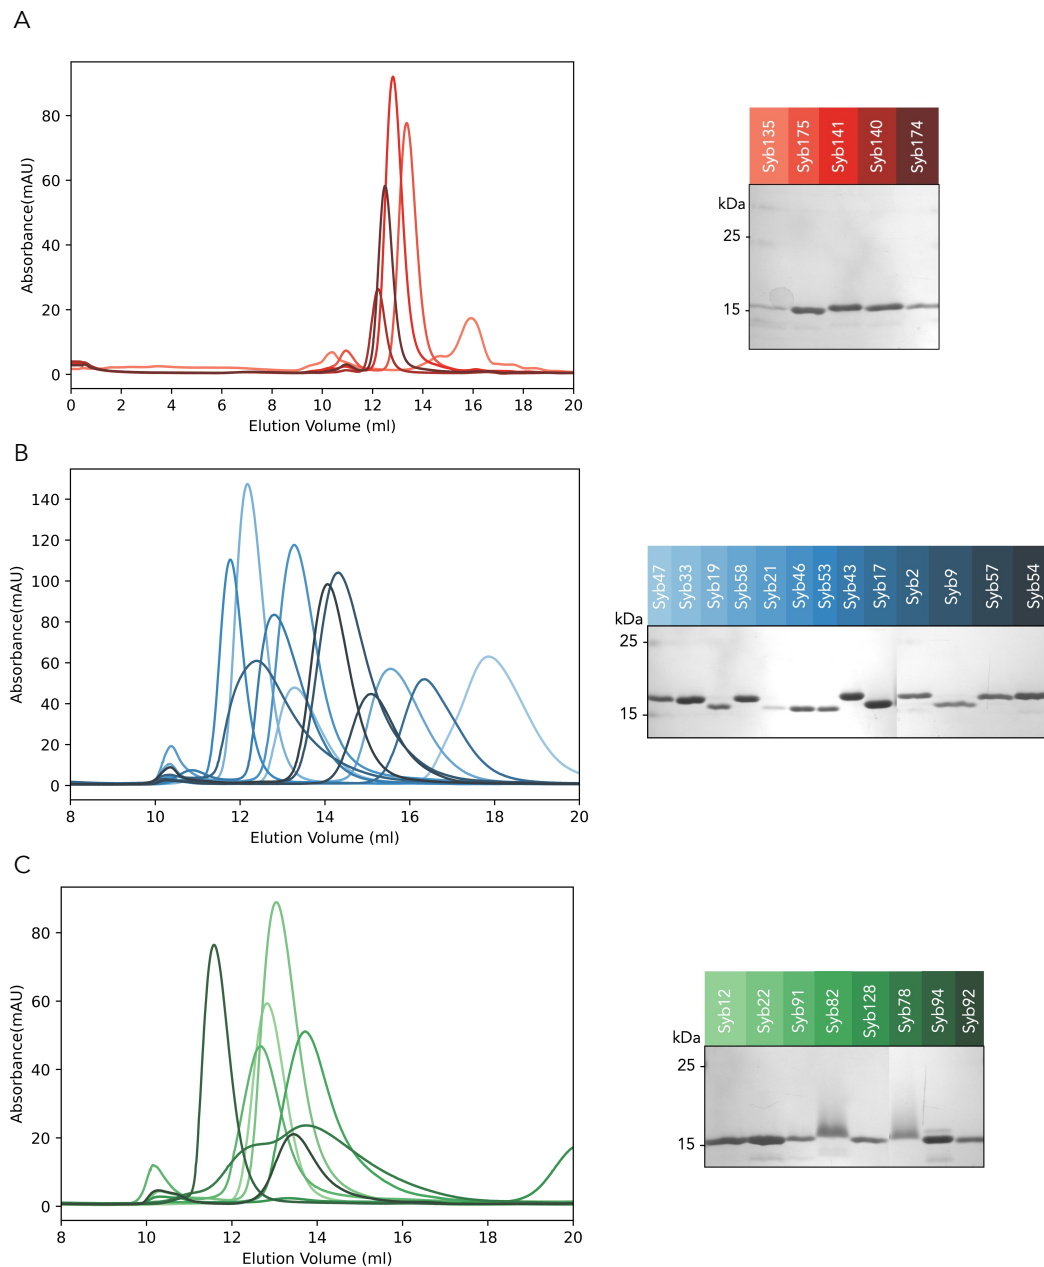 A
Absorbance(mAU)
80
60
40
20
0
0 2 4 6 8 10 12 14 16 18 20
Elution Volume (ml)
Syb135 Syb175 Syb141 Syb140 Syb174
kDa
25
15
B
Absorbance(mAU)
140
120
100
80
60
40
20
0
8 10 12 14 16 18 20
Elution Volume (ml)
Syb47 Syb33 Syb19 Syb58 Syb21 Syb46 Syb53 Syb43 Syb17 Syb2 Syb9 Syb57 Syb54
kDa
25
15
C
Absorbance(mAU)
80
60
40
20
0
8 10 12 14 16 18 20
Elution Volume (ml)
Syb12 Syb22 Syb91 Syb82 Syb128 Syb78 Syb94 Syb92
kDa
25
15